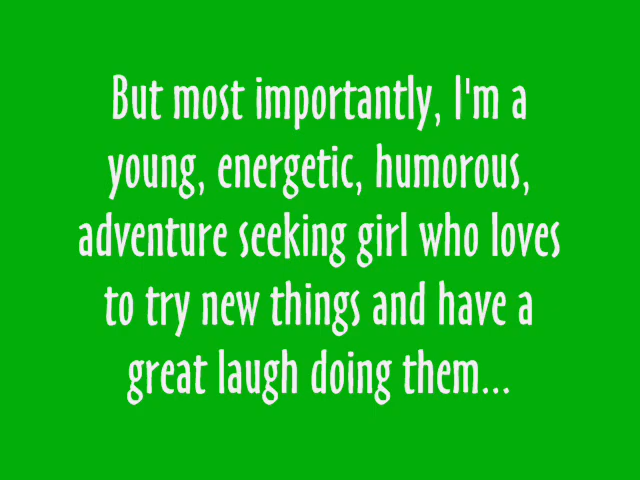 But most importantly, I'm a
young, energetic, humorous,
adventure seeking girl who loves
to try new things and have a
great laugh doing them...